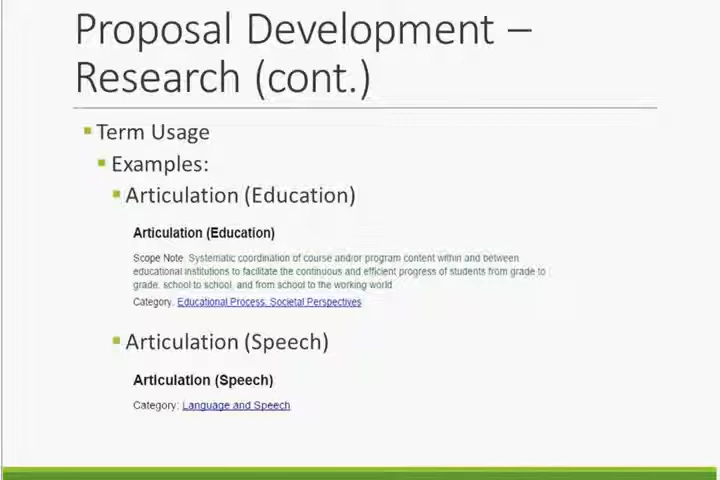 Proposal Development –
Research (cont.)
Term Usage
Examples:
Articulation (Education)
Articulation (Education)
Scope Note: Systematic coordination of course and/or program content within and between
educational institutions to facilitate the continuous and efficient progress of students from grade to
grade, school to school, and from school to the working world
Category: Educational Process: Societal Perspectives
Articulation (Speech)
Articulation (Speech)
Category: Language and Speech